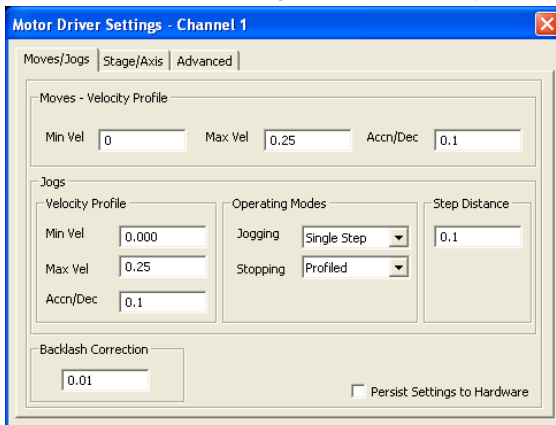 Motor Driver Settings - Channel 1
Moves/Jogs Stage/Axis Advanced
Moves - Velocity Profile
Min Vel 0 Max Vel 0.25 Accn/Dec 0.1
Jogs
Velocity Profile Operating Modes Step Distance
Min Vel 0.000 Jogging Single Step 0.1
Max Vel 0.25 Stopping Profiled
Accn/Dec 0.1
Backlash Correction
0.01
Persist Settings to Hardware